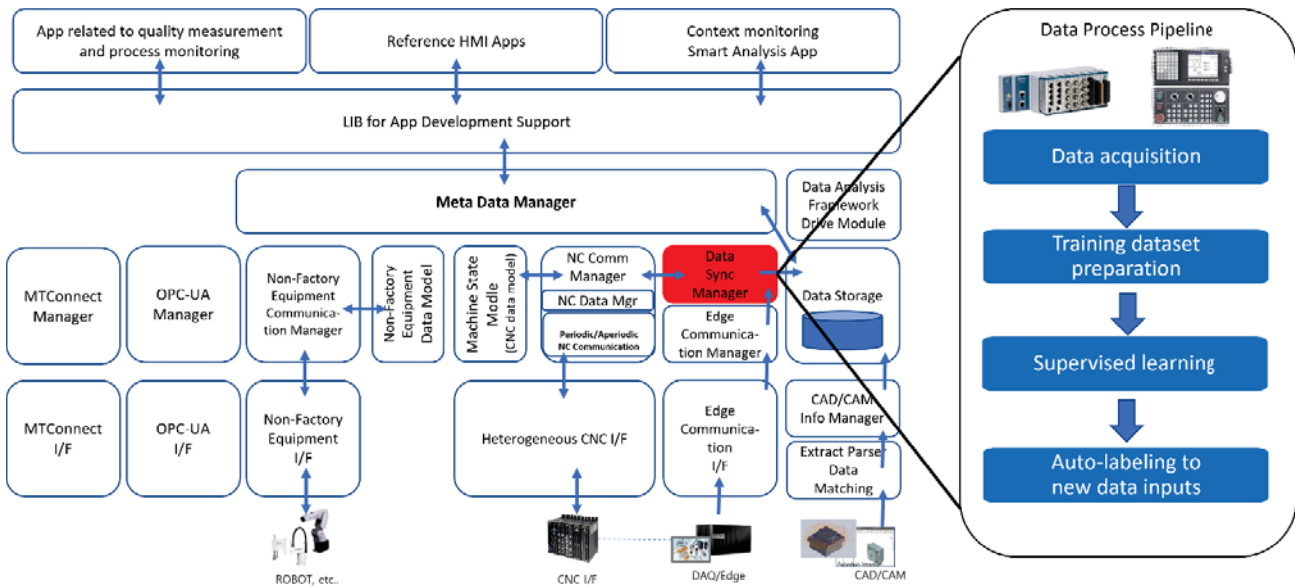 App related to quality measurement
and process monitoring
Reference HMI Apps
Context monitoring
Smart Analysis App
LIB for App Development Support
Meta Data Manager
Data Analysis
Framework
Drive Module
MTConnect
Manager
OPC-UA
Manager
Non-Factory
Equipment
Communica-
tion Manager
Non-Factory
Equipment
Data Model
Machine State
Modle
(CNC data model)
NC Comm
Manager
NC Data Mgr
Periodic/Aperiodic
NC Communication
Data
Sync
Manager
Edge
Communica-
tion Manager
Data Storage
MTConnect
I/F
OPC-UA
I/F
Non-Factory
Equipment
I/F
Heterogeneous CNC I/F
Edge
Communica-
tion
I/F
CAD/CAM
Info Manager
Extract Parser
Data
Matching
ROBOT, etc..
CNC I/F
DAQ/Edge
CAD/CAM
Data Process Pipeline
Data acquisition
Training dataset
preparation
Supervised learning
Auto-labeling to
new data inputs